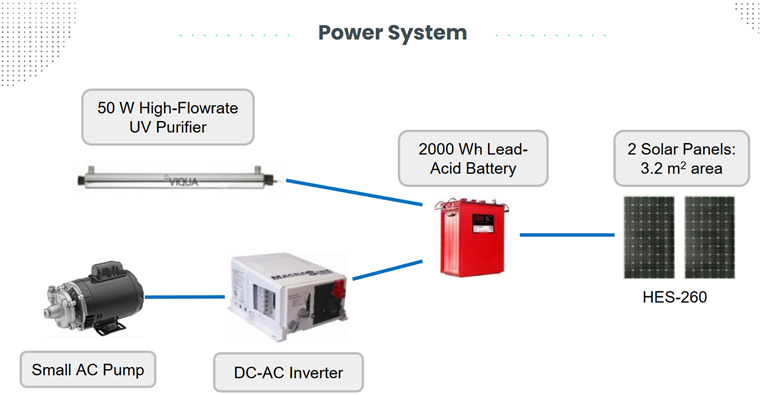 Power System
50 W High-Flowrate
UV Purifier
VIQUA
2000 Wh Lead-
Acid Battery
2 Solar Panels:
3.2 m² area
HES-260
MAGNASINE
Small AC Pump
DC-AC Inverter